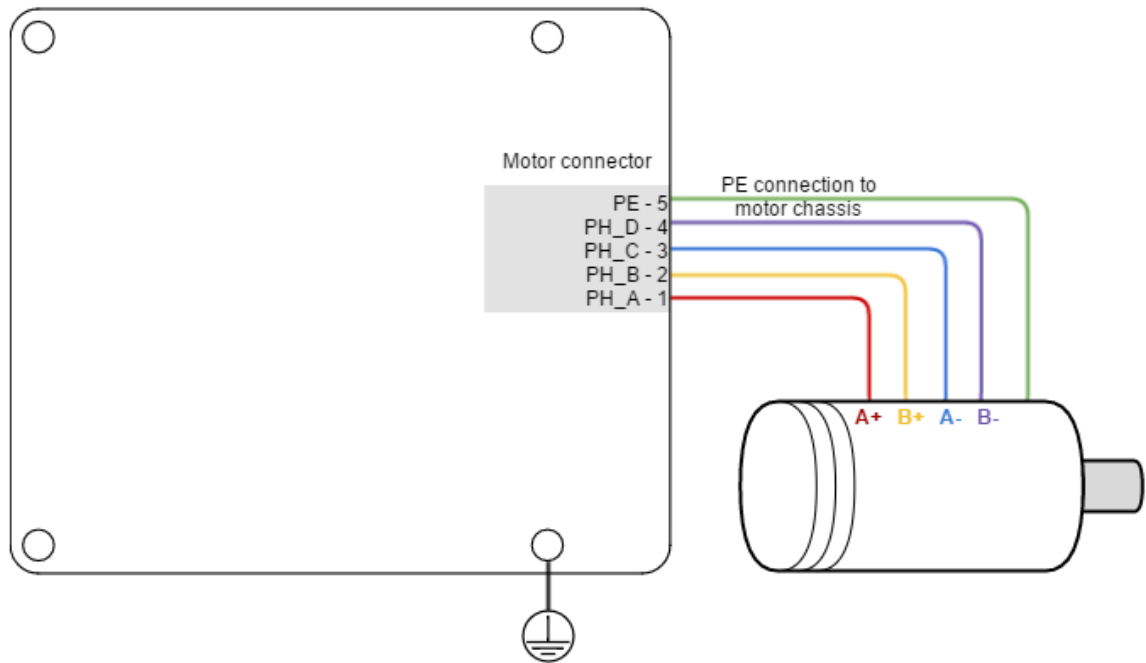 Motor connector
PE connection to
motor chassis
PE - 5
PH_D - 4
PH_C - 3
PH_B - 2
PH_A - 1
A+ B+ A- B-